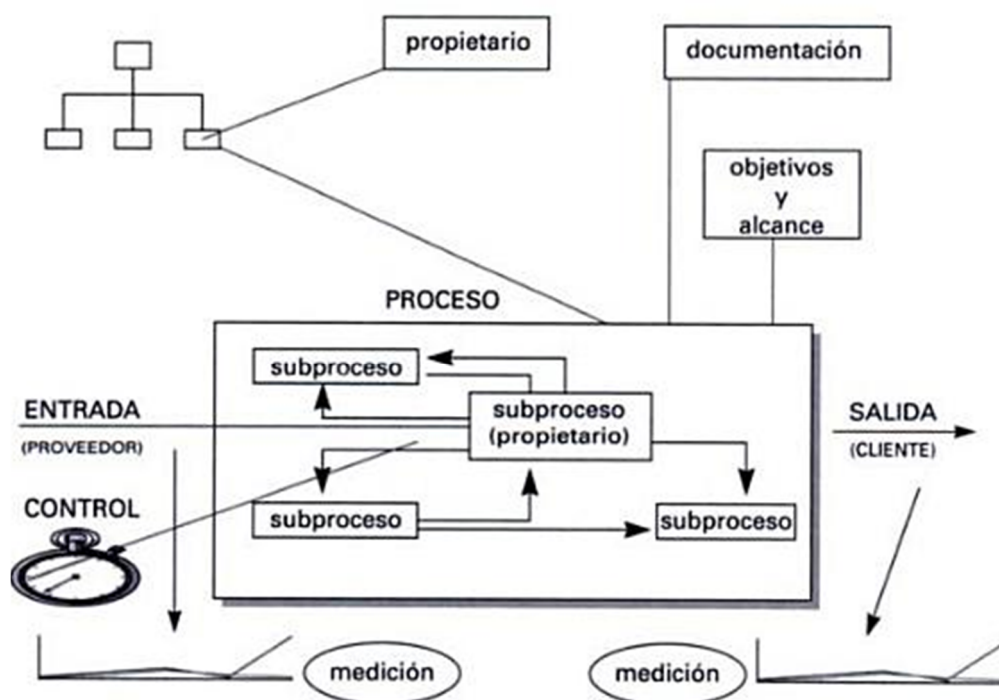 propietario
documentación
objetivos
y
alcance
PROCESO
subproceso
ENTRADA
(PROVEEDOR)
subproceso
(propietario)
SALIDA
(CLIENTE)
CONTROL
subproceso
subproceso
medición
medición